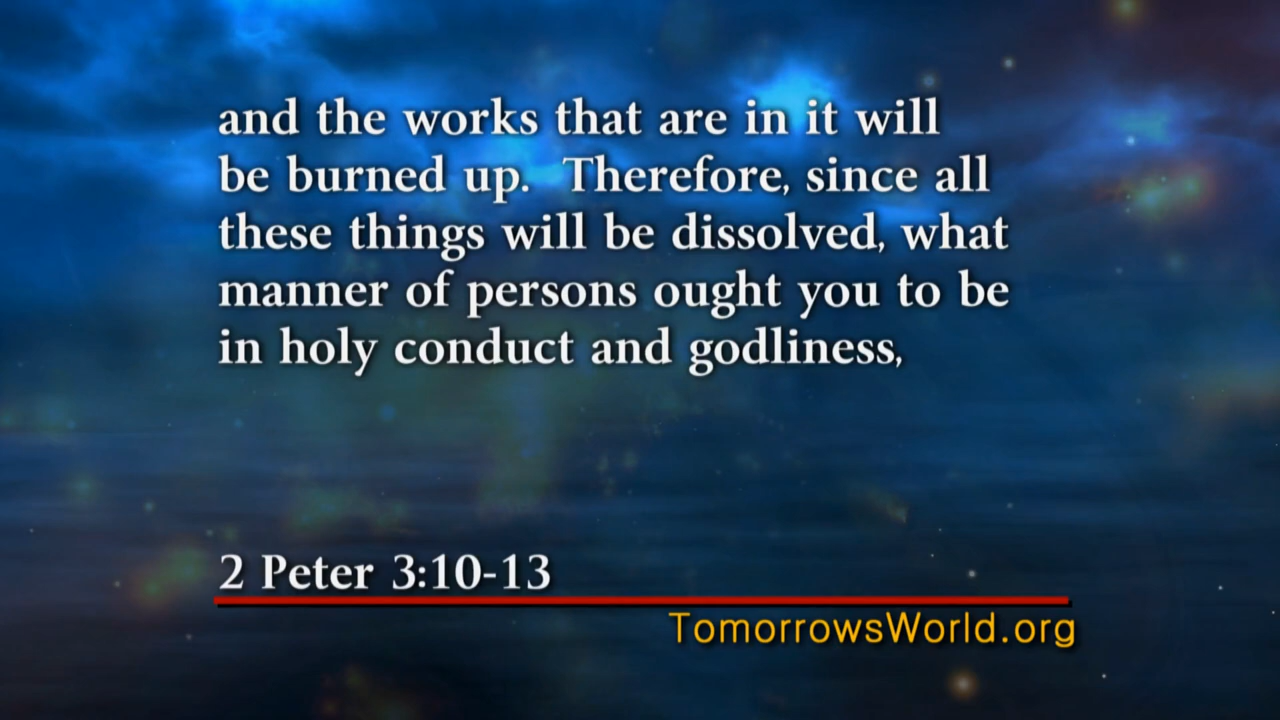 and the works that are in it will
be burned up.  Therefore, since all
these things will be dissolved, what
manner of persons ought you to be
in holy conduct and godliness,
2 Peter 3:10-13
TomorrowsWorld.org